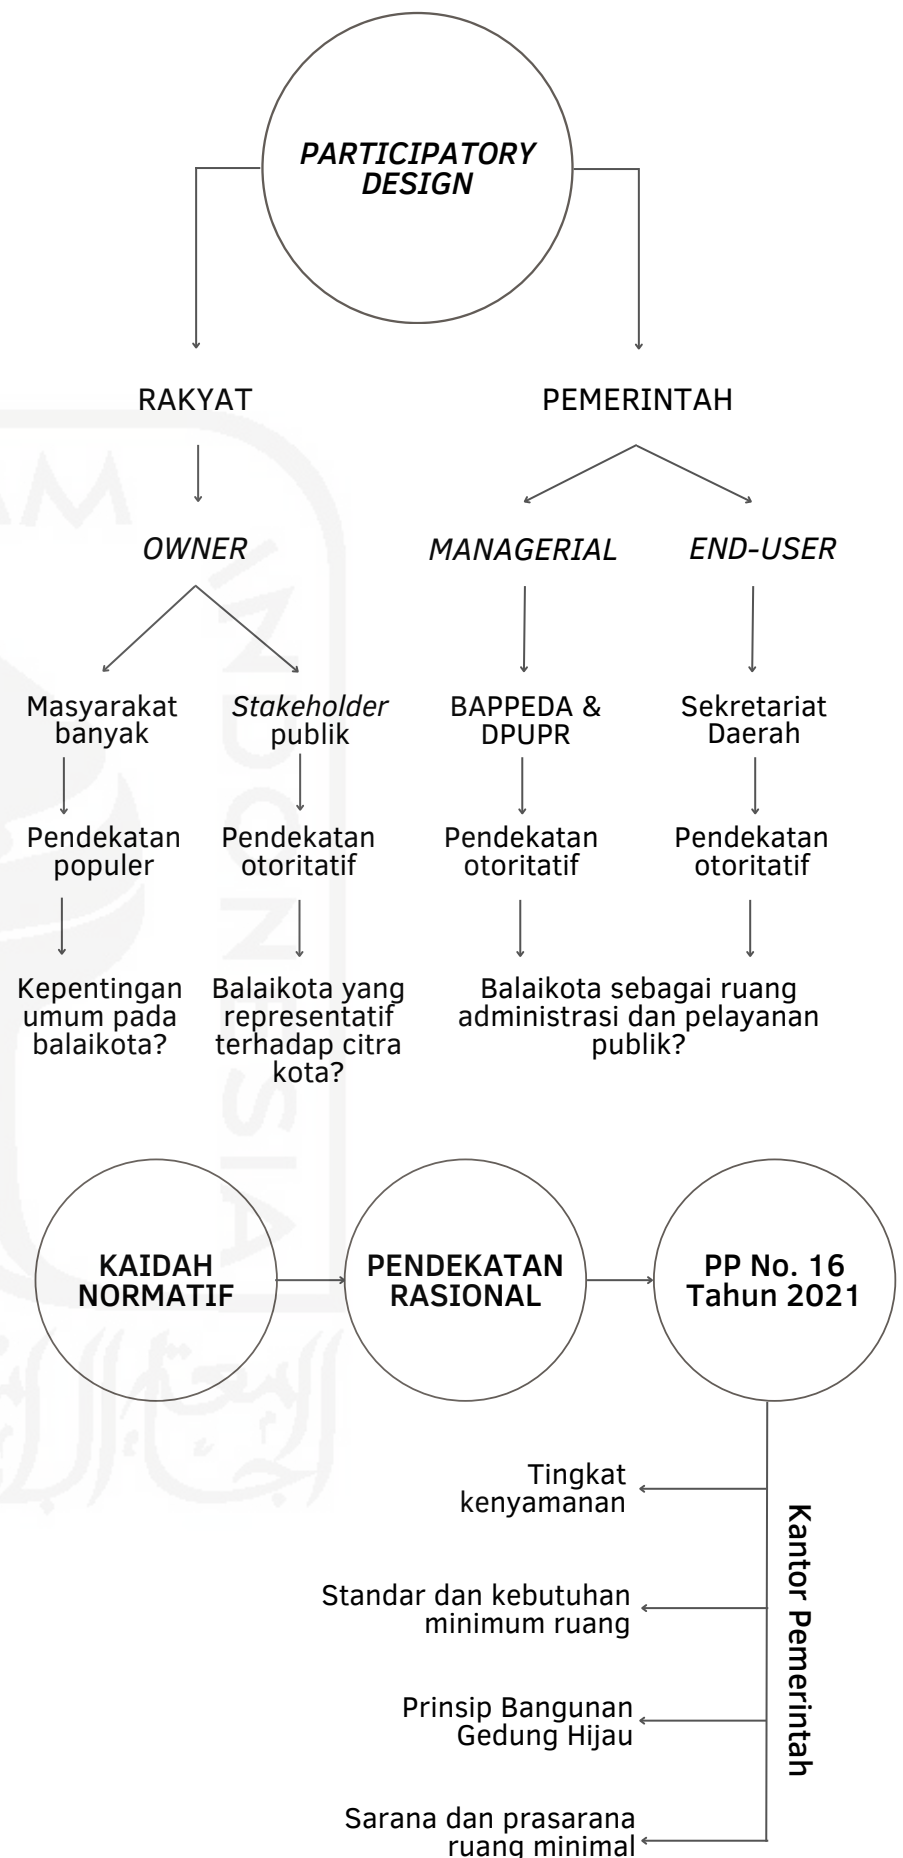 PARTICIPATORY
DESIGN
RAKYAT
PEMERINTAH
OWNER
MANAGERIAL
END-USER
Masyarakat
banyak
Stakeholder
publik
BAPPEDA &
DPUPR
Sekretariat
Daerah
Pendekatan
populer
Pendekatan
otoritatif
Pendekatan
otoritatif
Pendekatan
otoritatif
Kepentingan
umum pada
balaikota?
Balaikota yang
representatif
terhadap citra
kota?
Balaikota sebagai ruang
administrasi dan pelayanan
publik?
KAIDAH
NORMATIF
PENDEKATAN
RASIONAL
PP No. 16
Tahun 2021
Kantor Pemerintah
Tingkat
kenyamanan
Standar dan kebutuhan
minimum ruang
Prinsip Bangunan
Gedung Hijau
Sarana dan prasarana
ruang minimal
INDONESIA